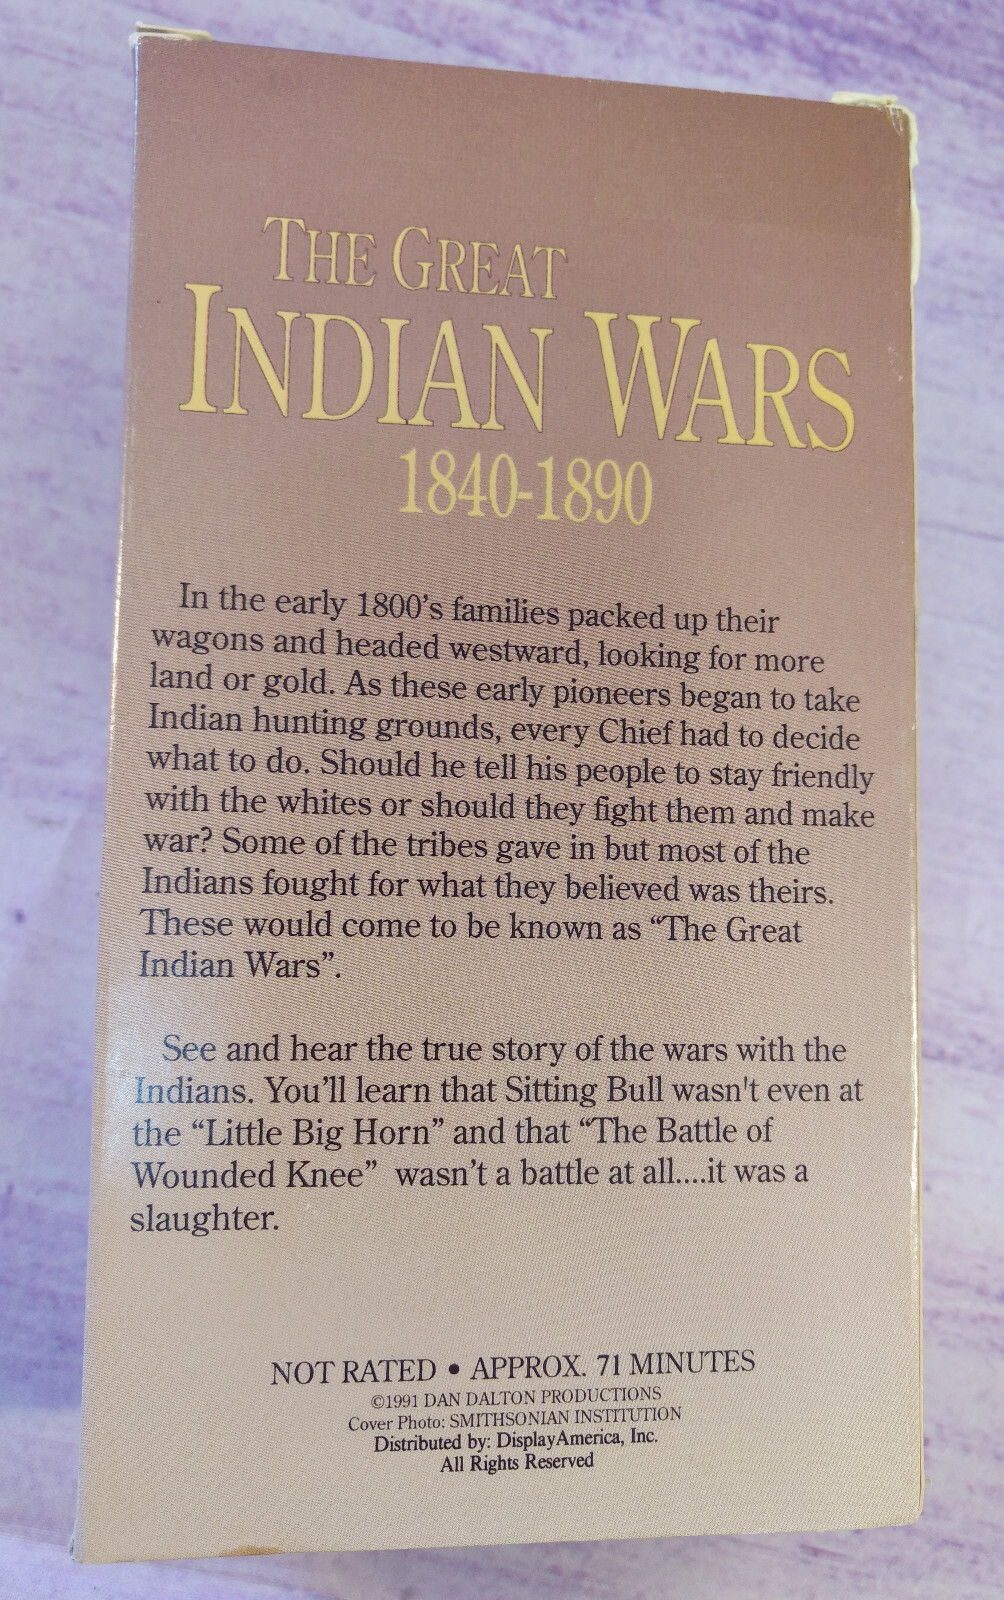 THE GREAT
INDIAN WARS
1840-1890
In the early 1800's families packed up their
wagons and headed westward, looking for more
land or gold. As these early pioneers began to take
Indian hunting grounds, every Chief had to decide
what to do. Should he tell his people to stay friendly
with the whites or should they fight them and make
war? Some of the tribes gave in but most of the
Indians fought for what they believed was theirs.
These would come to be known as “The Great
Indian Wars”.
See and hear the true story of the wars with the
Indians. You'll learn that Sitting Bull wasn't even at
the “Little Big Horn” and that “The Battle of
Wounded Knee” wasn't a battle at all....it was a
slaughter.
NOT RATED • APPROX. 71 MINUTES
©1991 DAN DALTON PRODUCTIONS
Cover Photo: SMITHSONIAN INSTITUTION
Distributed by: DisplayAmerica, Inc.
All Rights Reserved